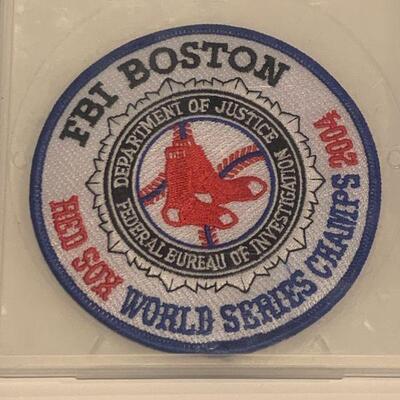 FBI BOSTON
DEPARTMENT OF JUSTICE
FEDERAL BUREAU OF INVESTIGATION
RED SOX WORLD SERIES CHAMPS 2004